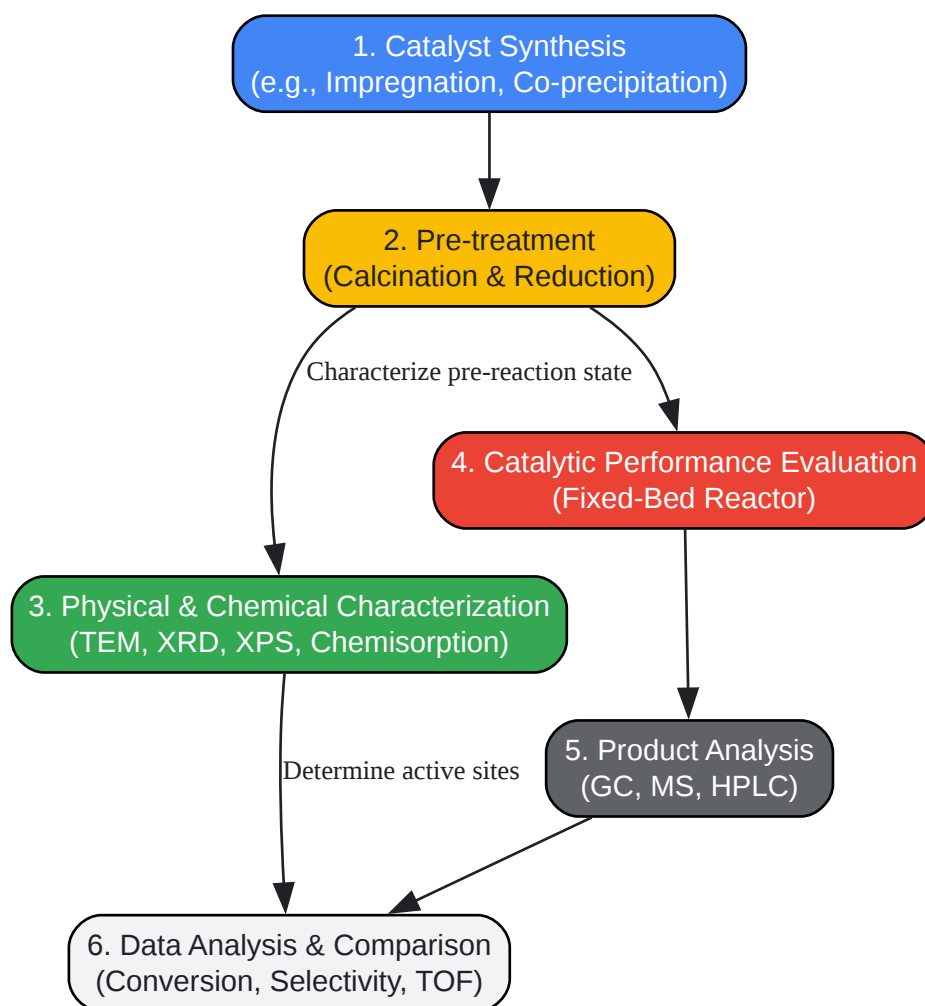 1. Catalyst Synthesis
(e.g., Impregnation, Co-precipitation)
2. Pre-treatment
(Calcination & Reduction)
Characterize pre-reaction state
4. Catalytic Performance Evaluation
(Fixed-Bed Reactor)
3. Physical & Chemical Characterization
(TEM, XRD, XPS, Chemisorption)
5. Product Analysis
(GC, MS, HPLC)
Determine active sites
6. Data Analysis & Comparison
(Conversion, Selectivity, TOF)